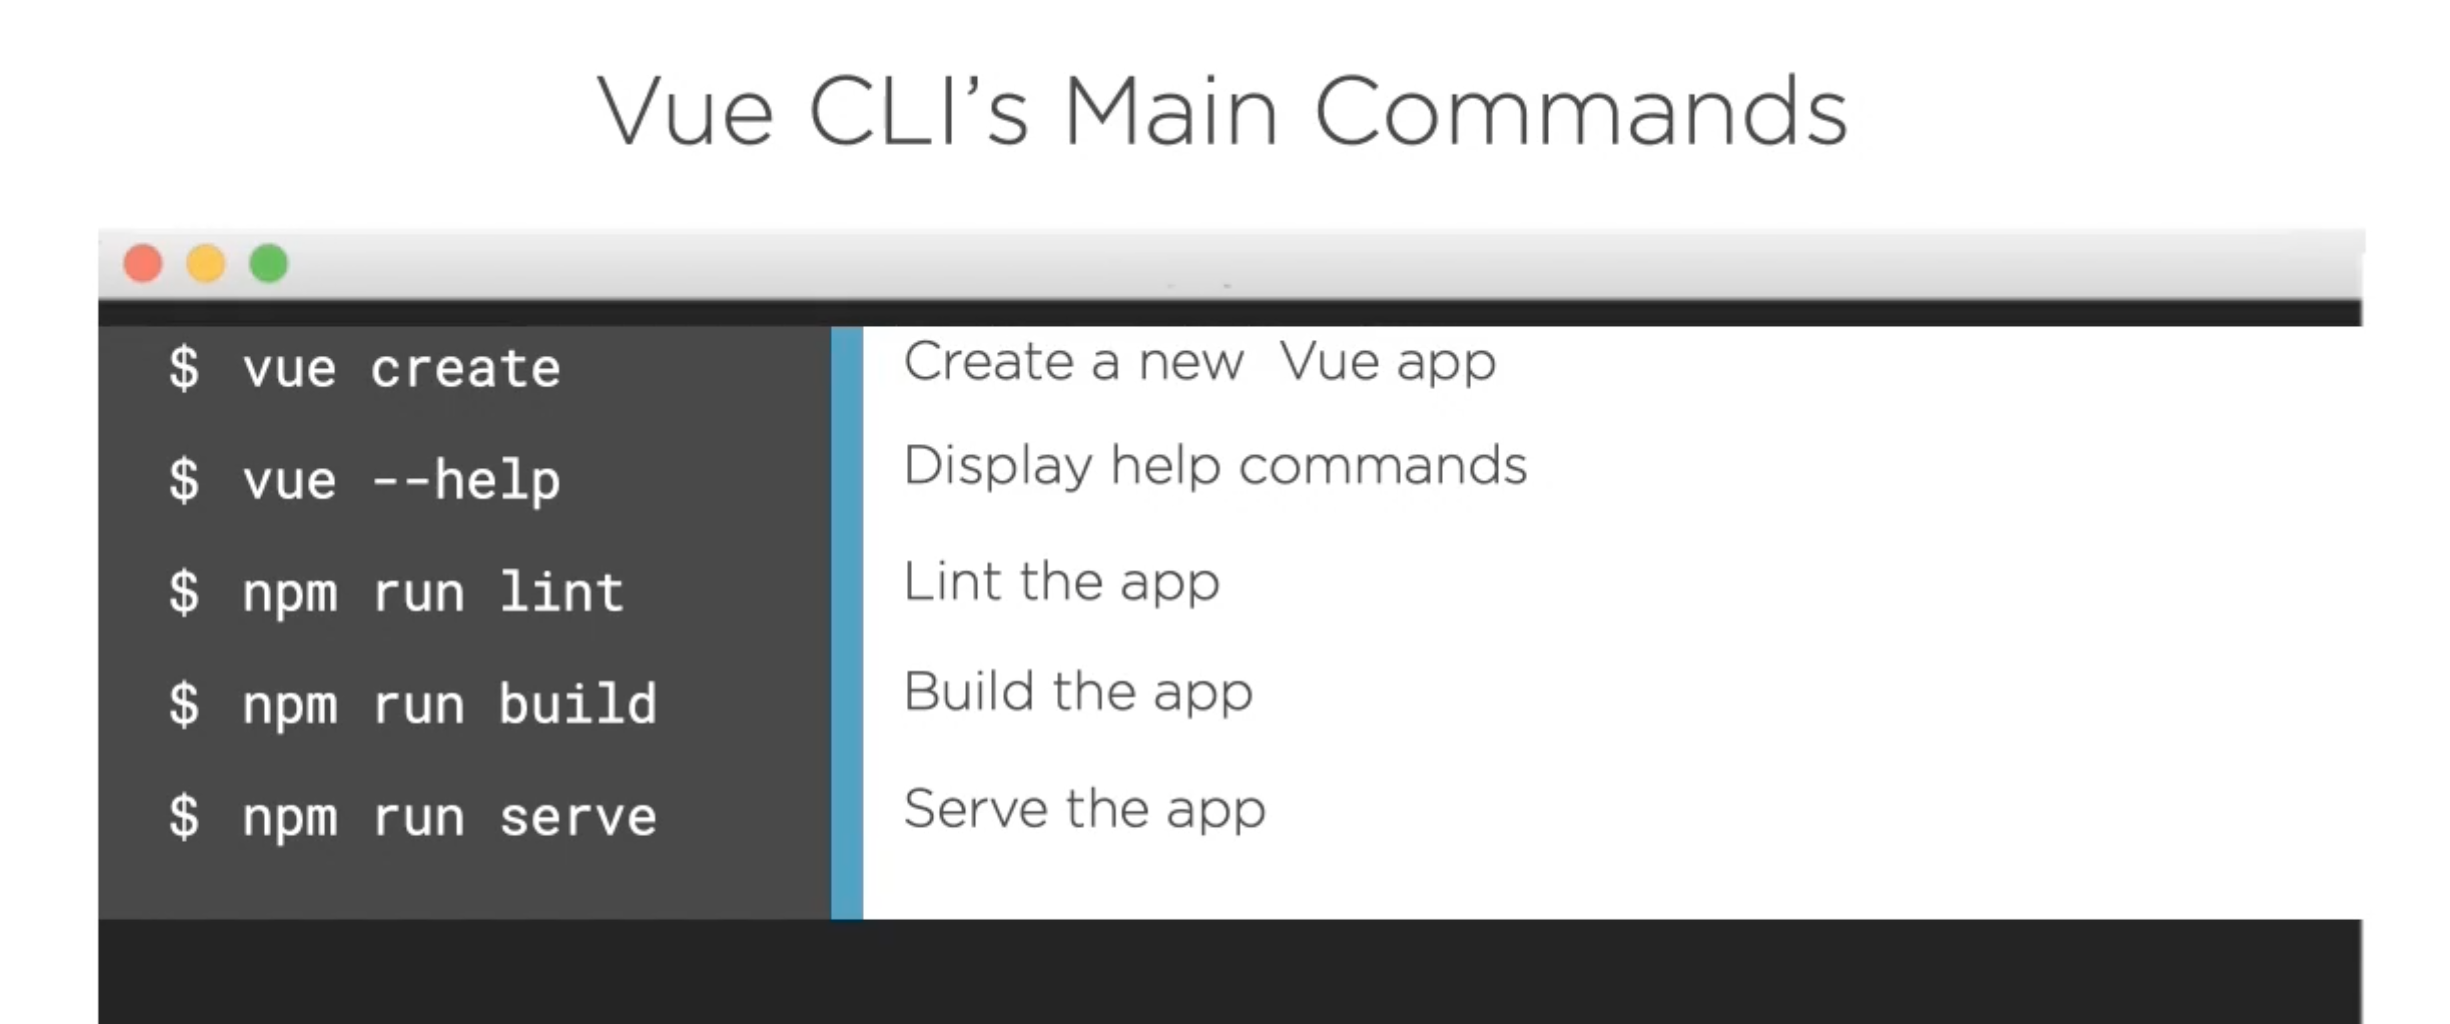 Vue CLI’s Main Commands
$ vue create
Create a new Vue app
$ vue --help
Display help commands
$ npm run lint
Lint the app
$ npm run build
Build the app
$ npm run serve
Serve the app